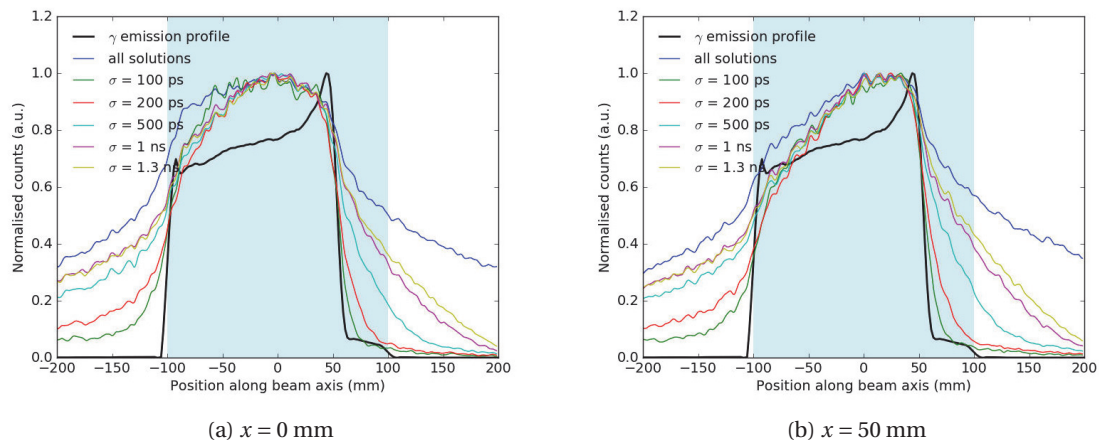 1.2
1.0
0.8
0.6
0.4
0.2
0.0
Normalised counts (a.u.)
γ emission profile
all solutions
σ = 100 ps
σ = 200 ps
σ = 500 ps
σ = 1 ns
σ = 1.3 ns
−200 −150 −100 −50 0 50 100 150 200
Position along beam axis (mm)
(a) x = 0 mm
1.2
1.0
0.8
0.6
0.4
0.2
0.0
Normalised counts (a.u.)
γ emission profile
all solutions
σ = 100 ps
σ = 200 ps
σ = 500 ps
σ = 1 ns
σ = 1.3 ns
−200 −150 −100 −50 0 50 100 150 200
Position along beam axis (mm)
(b) x = 50 mm